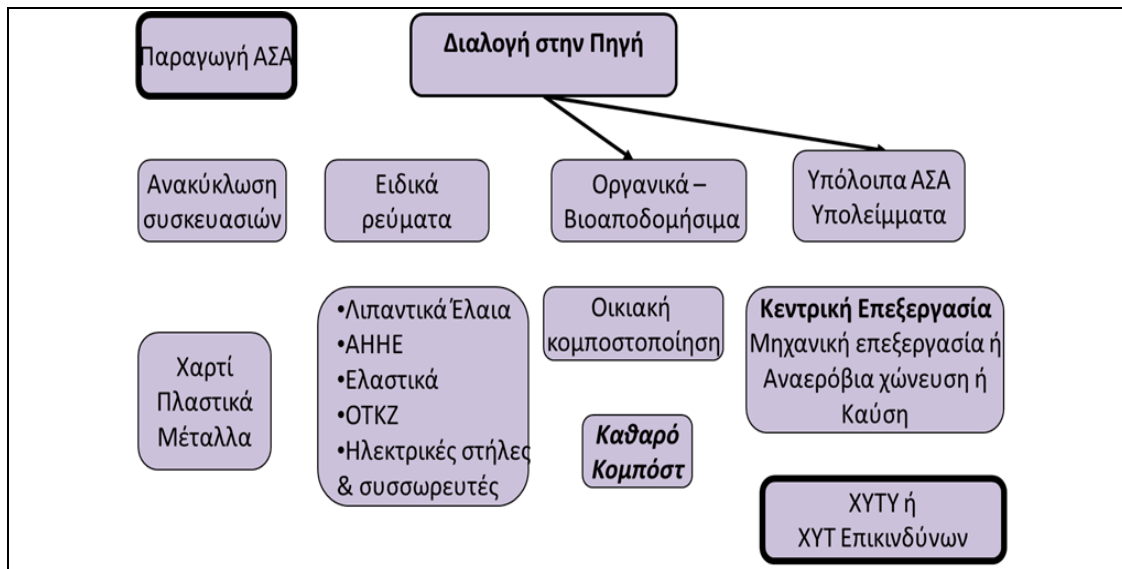 Παραγωγή ΑΣΑ
Διαλογή στην Πηγή
Ανακύκλωση
συσκευασιών
Ειδικά
ρεύματα
Οργανικά –
Βιοαποδομήσιμα
Υπόλοιπα ΑΣΑ
Υπολείμματα
Χαρτί
Πλαστικά
Μέταλλα
•Λιπαντικά Έλαια
•ΑΗΗΕ
•Ελαστικά
•ΟΤΚΖ
•Ηλεκτρικές στήλες
& συσσωρευτές
Οικιακή
κομποστοποίηση
Καθαρό
Κομπόστ
Κεντρική Επεξεργασία
Μηχανική επεξεργασία ή
Αναερόβια χώνευση ή
Καύση
ΧΥΤΥ ή
ΧΥΤ Επικινδύνων